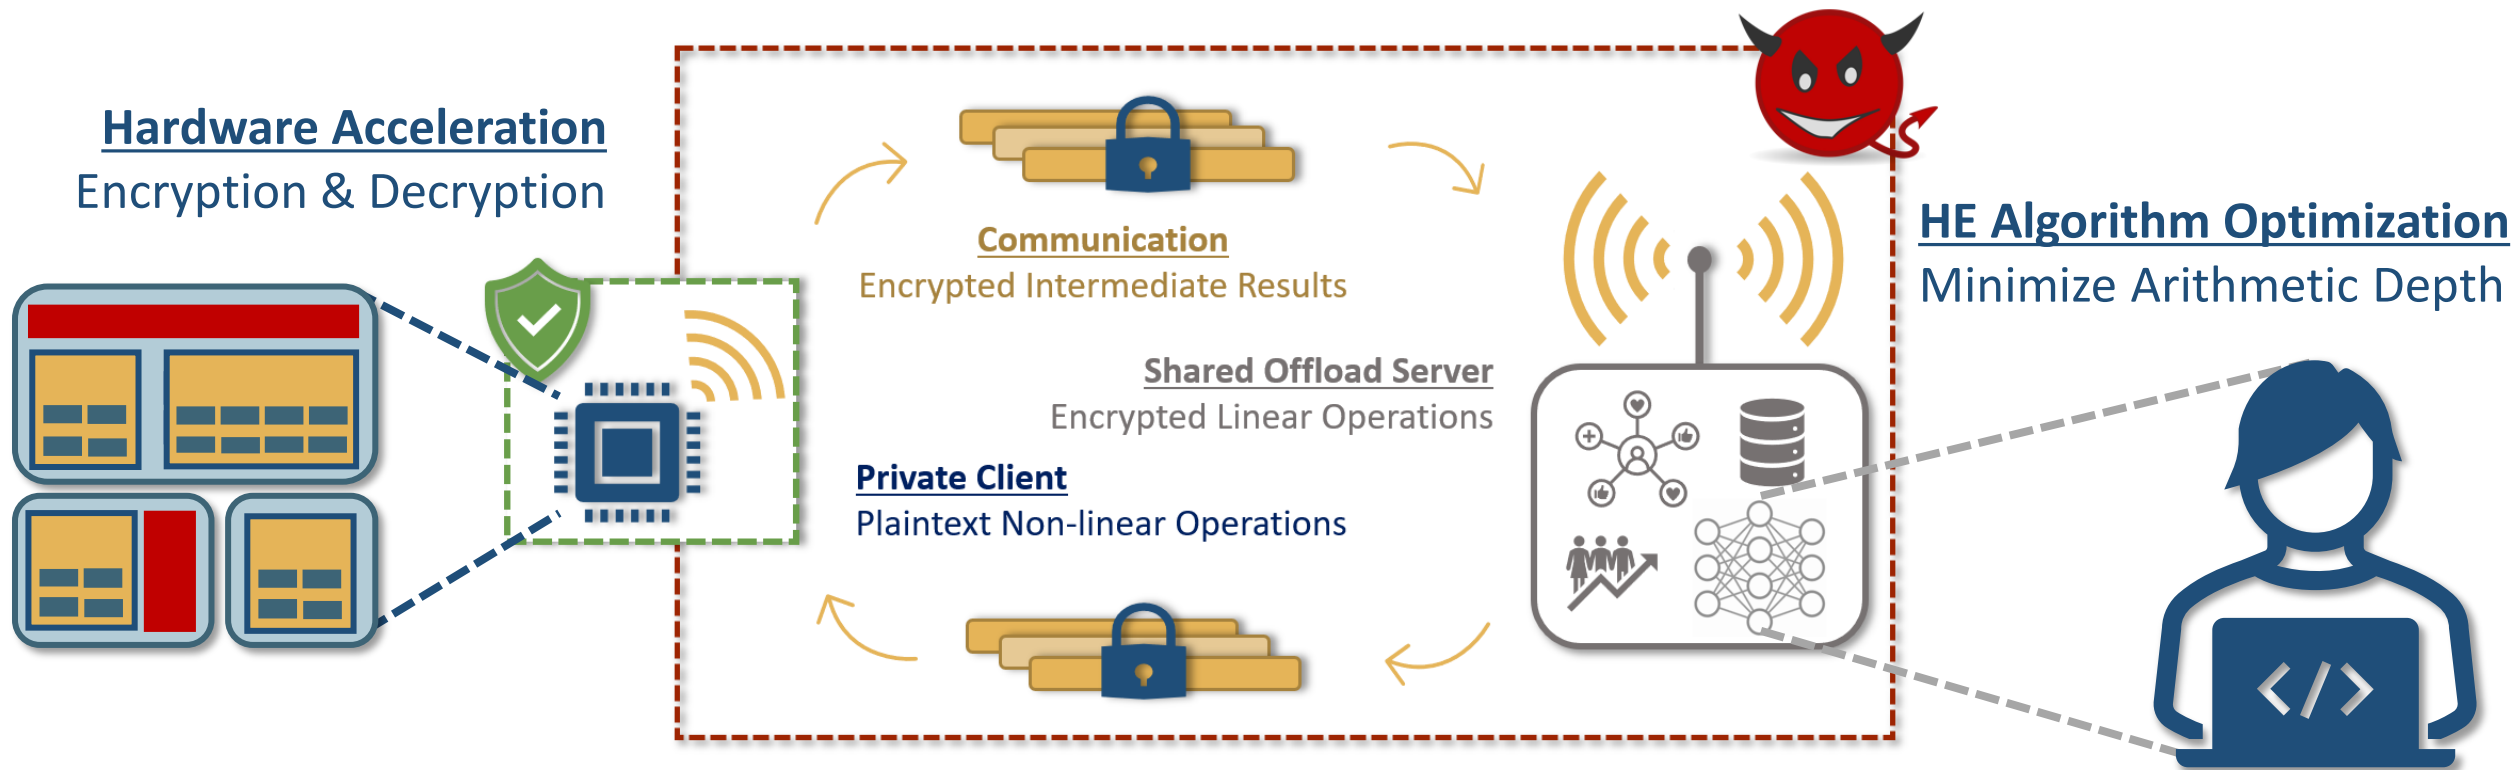 Hardware Acceleration
Encryption & Decryption
Communication
Encrypted Intermediate Results
Shared Offload Server
Encrypted Linear Operations
Private Client
Plaintext Non-linear Operations
HE Algorithm Optimization
Minimize Arithmetic Depth